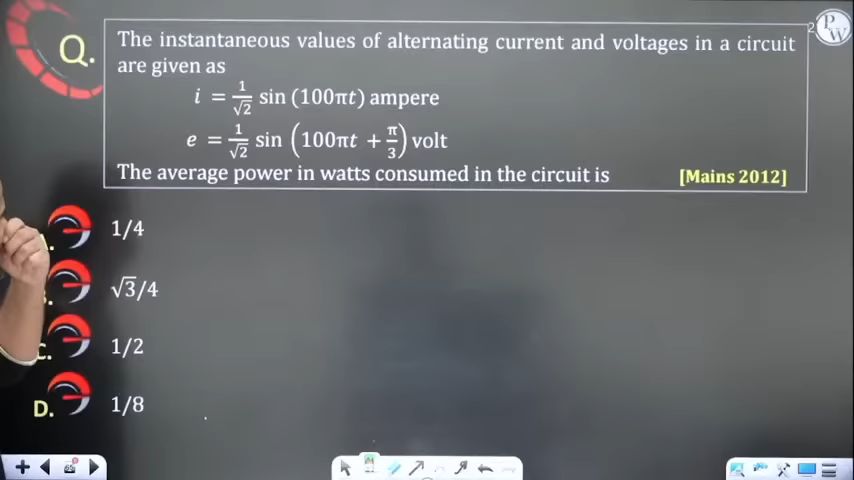 Q. The instantaneous values of alternating current and voltages in a circuit
are given as
i = 1/√2 sin (100πt) ampere
e = 1/√2 sin (100πt + π/3) volt
The average power in watts consumed in the circuit is [Mains 2012]
1/4
√3/4
C. 1/2
D. 1/8
2
PW